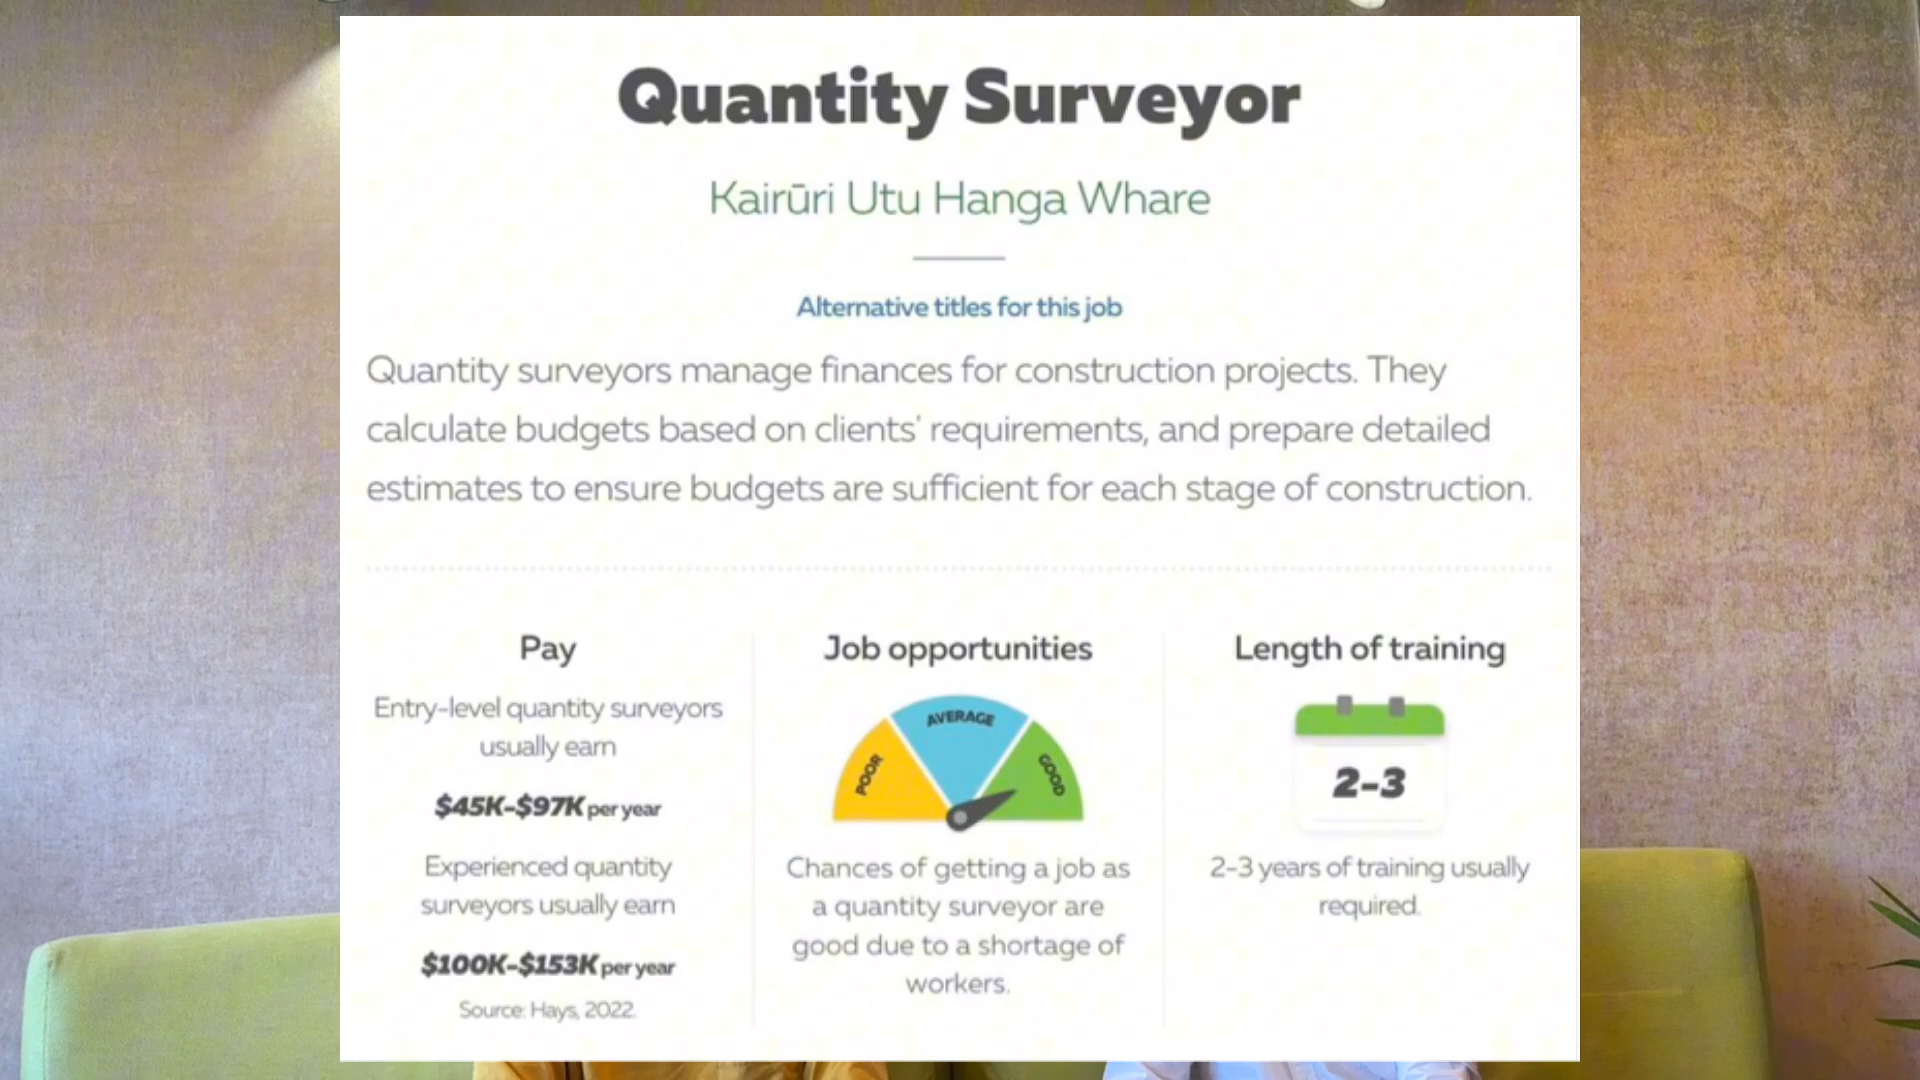 Quantity Surveyor
Kairūri Utu Hanga Whare
Alternative titles for this job
Quantity surveyors manage finances for construction projects. They
calculate budgets based on clients' requirements, and prepare detailed
estimates to ensure budgets are sufficient for each stage of construction.
Pay
Entry-level quantity surveyors
usually earn
$45K-$97K per year
Experienced quantity
surveyors usually earn
$100K-$153K per year
Source: Hays, 2022.
Job opportunities
POOR
AVERAGE
GOOD
Chances of getting a job as
a quantity surveyor are
good due to a shortage of
workers.
Length of training
2-3
2-3 years of training usually
required.